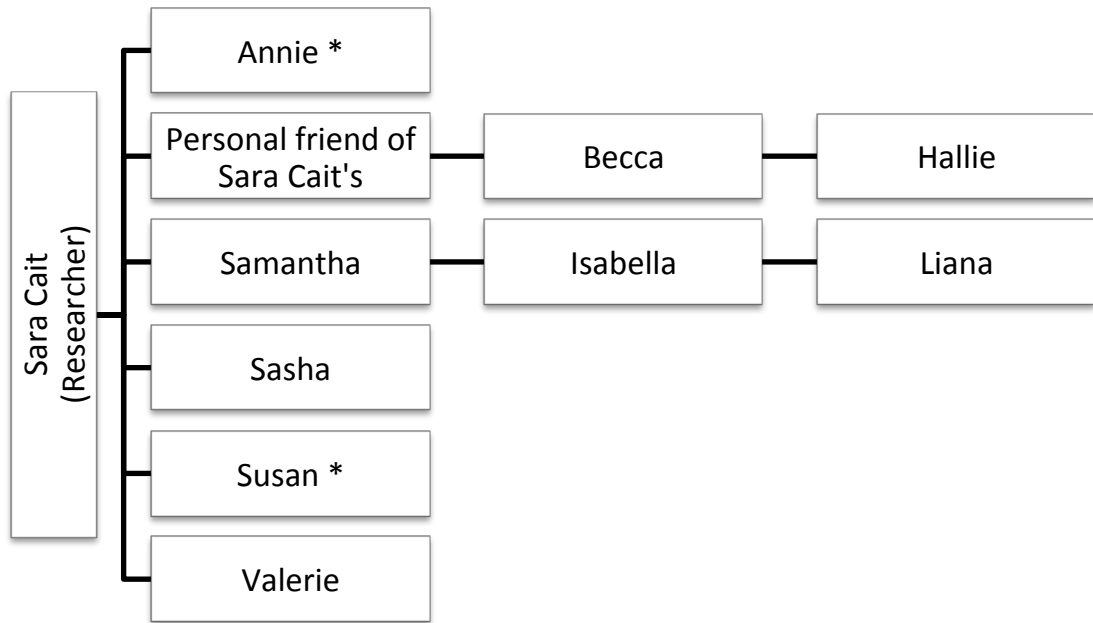 Sara Cait
(Researcher)
Annie *
Personal friend of
Sara Cait's
Becca
Hallie
Samantha
Isabella
Liana
Sasha
Susan *
Valerie